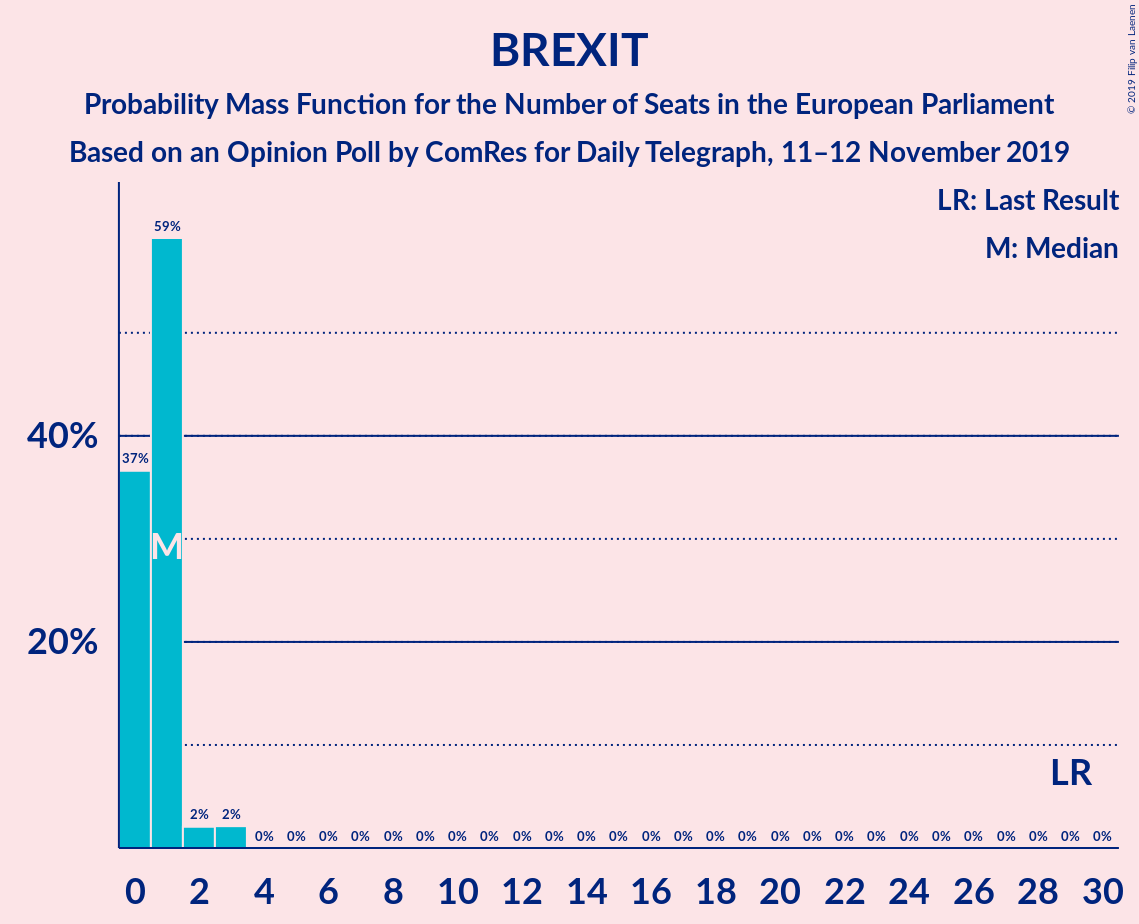 BREXIT
Probability Mass Function for the Number of Seats in the European Parliament
Based on an Opinion Poll by ComRes for Daily Telegraph, 11–12 November 2019
© 2019 Filip van Laenen
LR: Last Result
M: Median
59%
40%
37%
M
20%
LR
2% 2% 0% 0% 0% 0% 0% 0% 0% 0% 0% 0% 0% 0% 0% 0% 0% 0% 0% 0% 0% 0% 0% 0% 0% 0% 0% 0% 0%
0 2 4 6 8 10 12 14 16 18 20 22 24 26 28 30